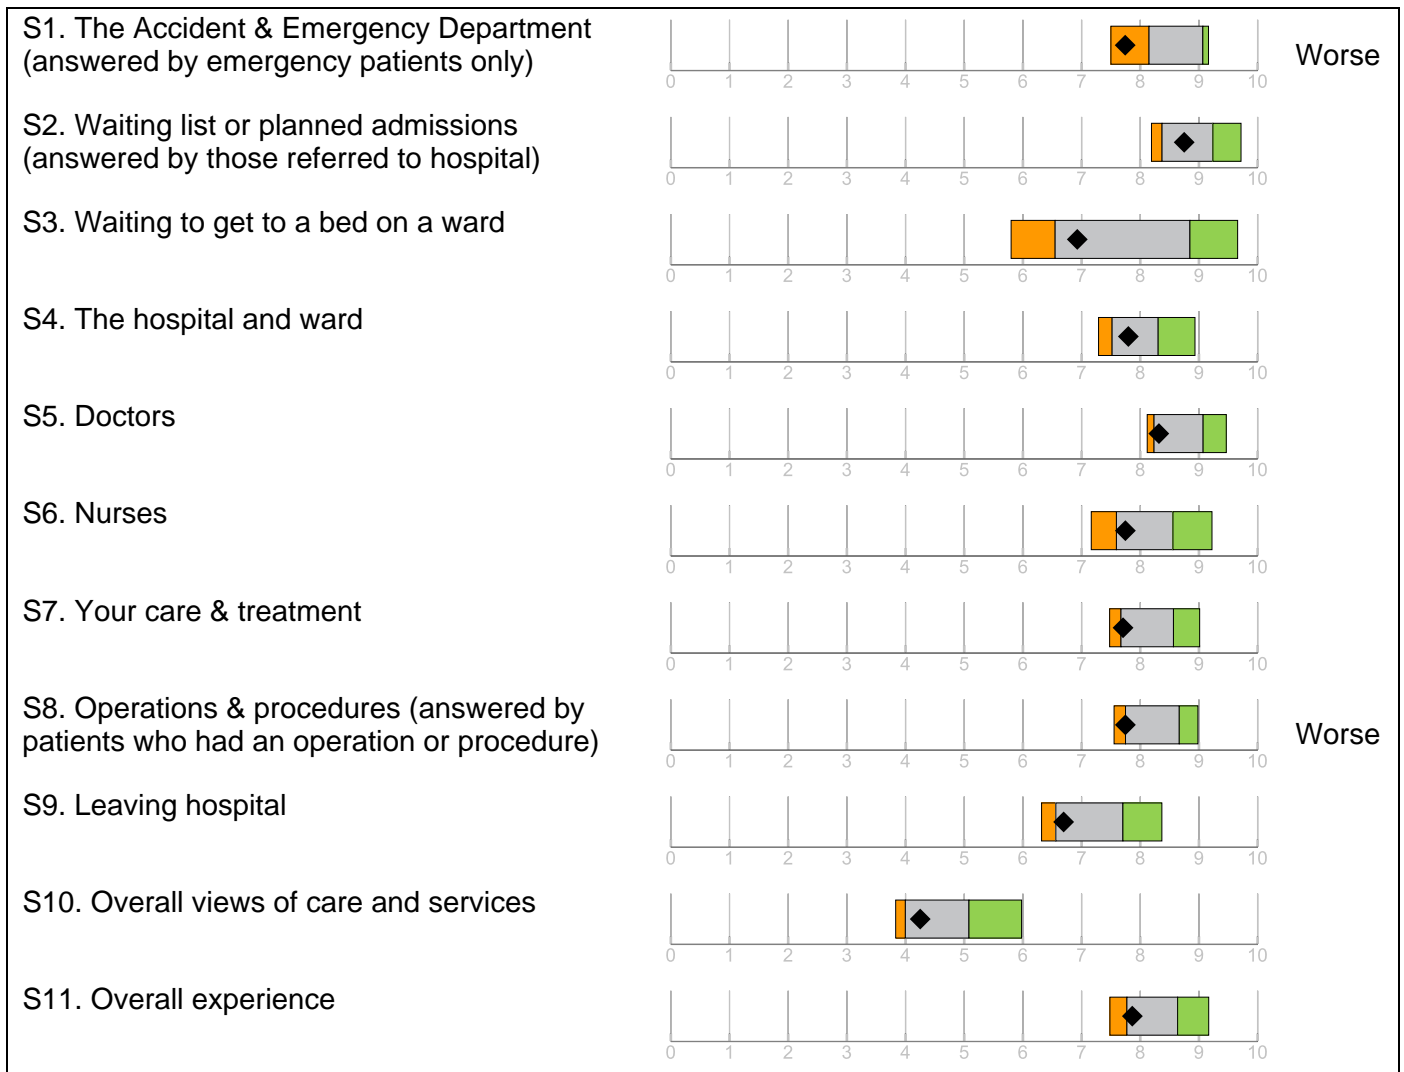 S1. The Accident & Emergency Department
(answered by emergency patients only)
Worse
0 1 2 3 4 5 6 7 8 9 10
S2. Waiting list or planned admissions
(answered by those referred to hospital)
0 1 2 3 4 5 6 7 8 9 10
S3. Waiting to get to a bed on a ward
0 1 2 3 4 5 6 7 8 9 10
S4. The hospital and ward
0 1 2 3 4 5 6 7 8 9 10
S5. Doctors
0 1 2 3 4 5 6 7 8 9 10
S6. Nurses
0 1 2 3 4 5 6 7 8 9 10
S7. Your care & treatment
0 1 2 3 4 5 6 7 8 9 10
S8. Operations & procedures (answered by
patients who had an operation or procedure)
Worse
0 1 2 3 4 5 6 7 8 9 10
S9. Leaving hospital
0 1 2 3 4 5 6 7 8 9 10
S10. Overall views of care and services
0 1 2 3 4 5 6 7 8 9 10
S11. Overall experience
0 1 2 3 4 5 6 7 8 9 10